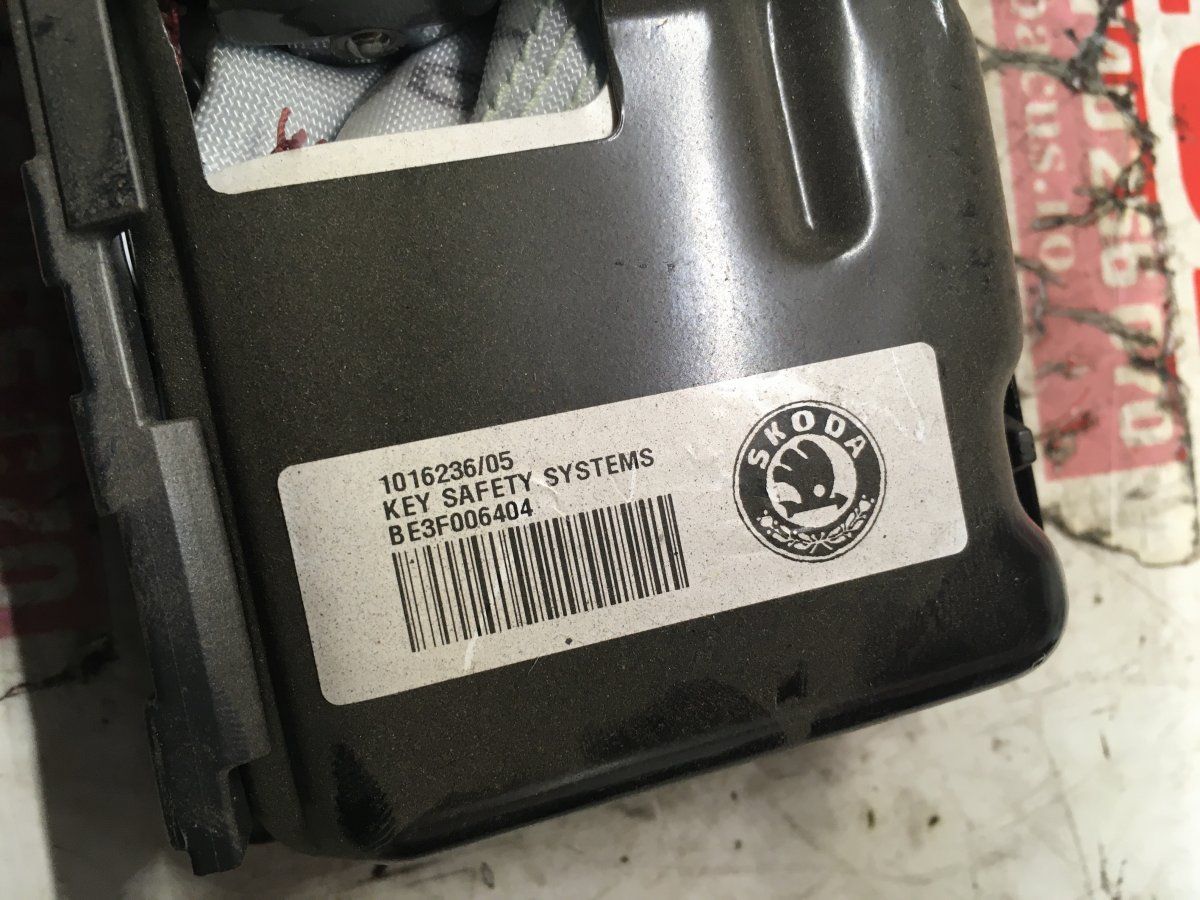 1016236/05
KEY SAFETY SYSTEMS
BE3F006404
SKODA